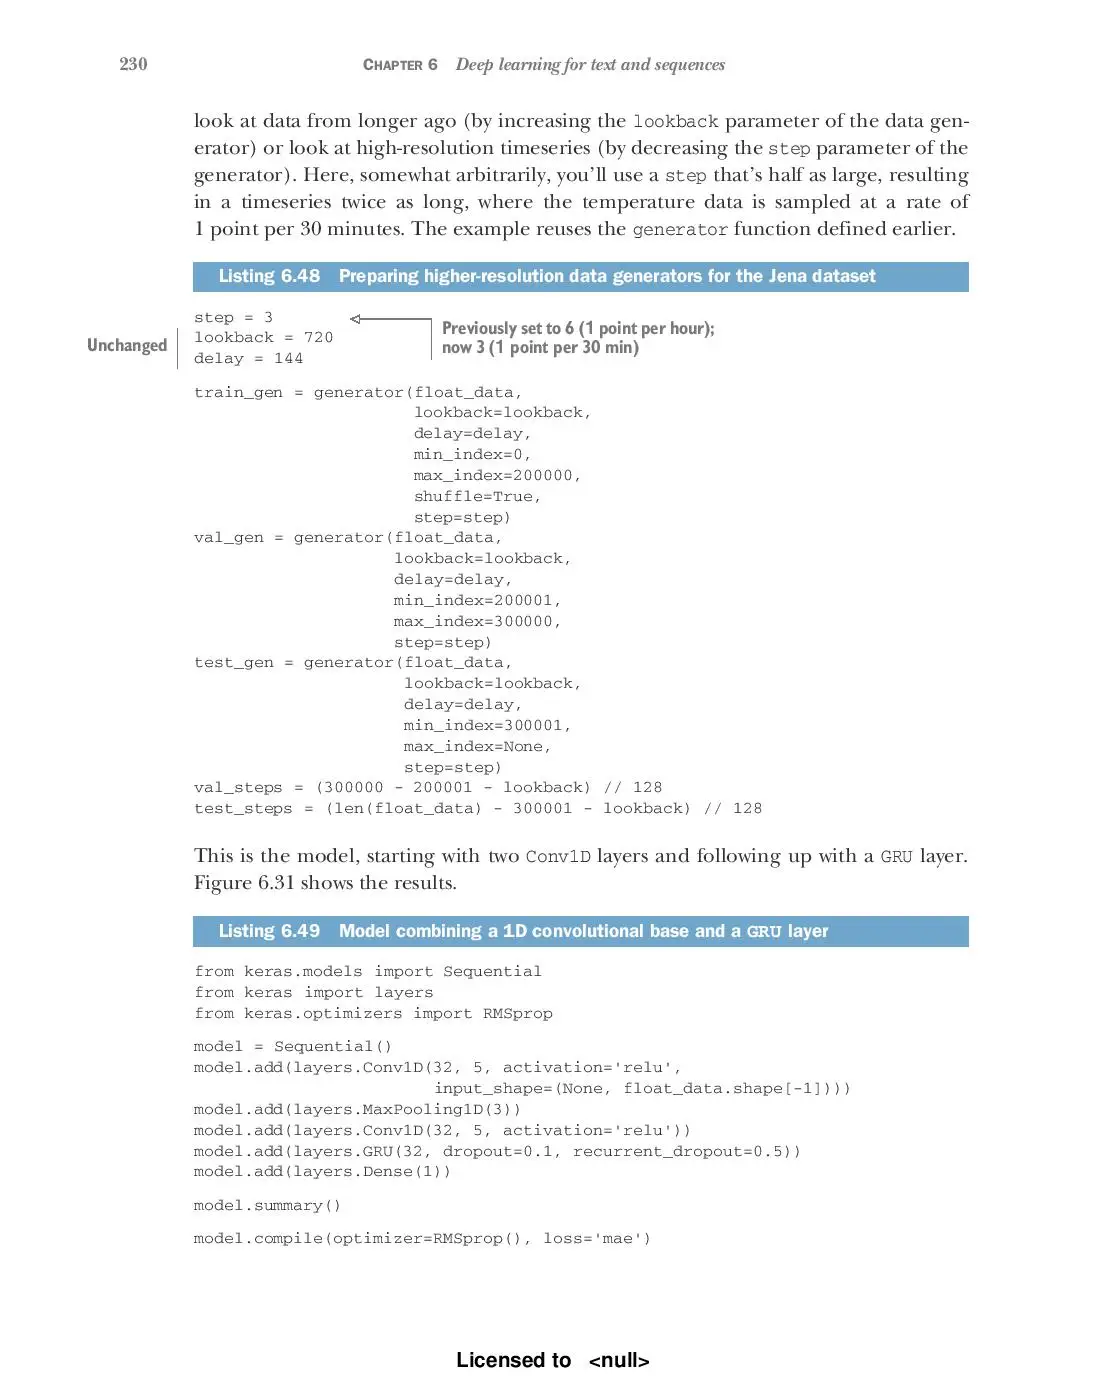 230
CHAPTER 6 Deep learning for text and sequences
look at data from longer ago (by increasing the lookback parameter of the data gen-
erator) or look at high-resolution timeseries (by decreasing the step parameter of the
generator). Here, somewhat arbitrarily, you'll use a step that's half as large, resulting
in a timeseries twice as long, where the temperature data is sampled at a rate of
1 point per 30 minutes. The example reuses the generator function defined earlier.
Listing 6.48 Preparing higher-resolution data generators for the Jena dataset
step = 3
lookback = 720
delay = 144
Unchanged
Previously set to 6 (1 point per hour);
now 3 (1 point per 30 min)
train_gen = generator(float_data,
lookback=lookback,
delay=delay,
min_index=0,
max_index=200000,
shuffle=True,
step=step)
val_gen = generator(float_data,
lookback=lookback,
delay=delay,
min_index=200001,
max_index=300000,
step=step)
test_gen = generator(float_data,
lookback=lookback,
delay=delay,
min_index=300001,
max_index=None,
step=step)
val_steps = (300000 - 200001 - lookback) // 128
test_steps = (len(float_data) - 300001 - lookback) // 128
This is the model, starting with two Conv1D layers and following up with a GRU layer.
Figure 6.31 shows the results.
Listing 6.49 Model combining a 1D convolutional base and a GRU layer
from keras.models import Sequential
from keras import layers
from keras.optimizers import RMSprop
model = Sequential()
model.add(layers.Conv1D(32, 5, activation='relu',
input_shape=(None, float_data.shape[-1])))
model.add(layers.MaxPooling1D(3))
model.add(layers.Conv1D(32, 5, activation='relu'))
model.add(layers.GRU(32, dropout=0.1, recurrent_dropout=0.5))
model.add(layers.Dense(1))
model.summary()
model.compile(optimizer=RMSprop(), loss='mae')
Licensed to <null>